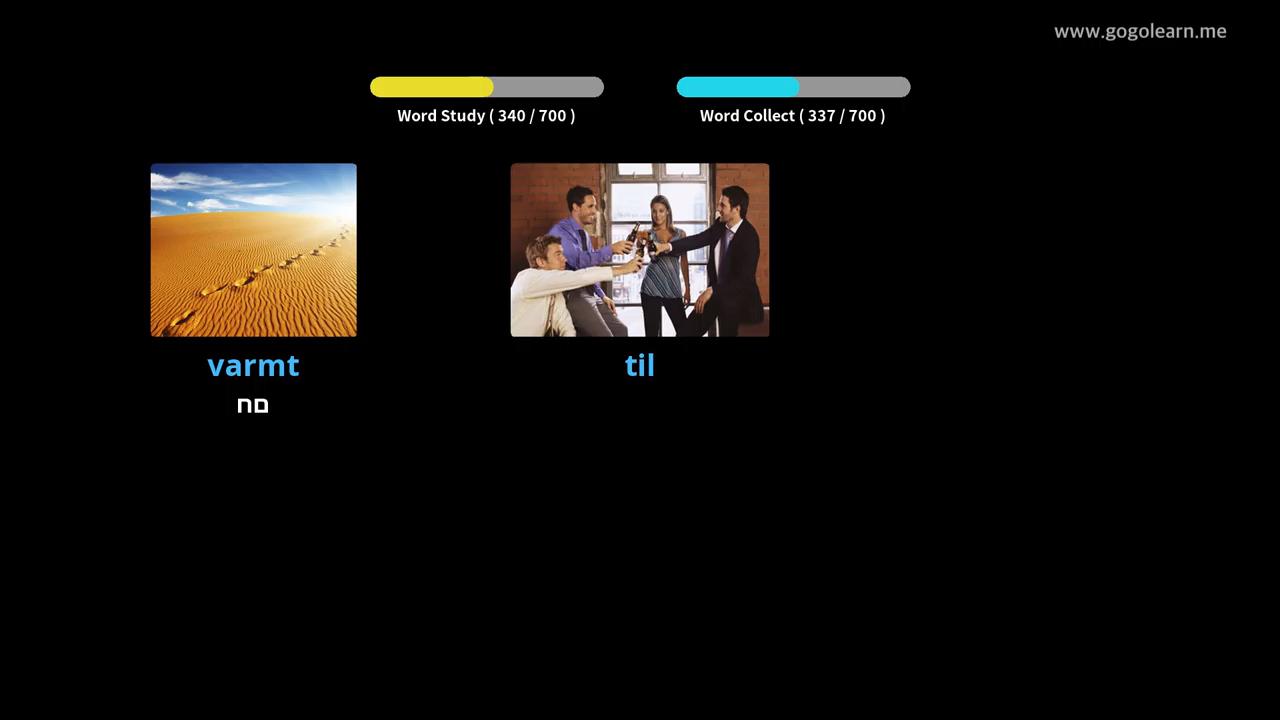 www.gogolearn.me
Word Study ( 340 / 700 )
Word Collect ( 337 / 700 )
varmt
til
חם